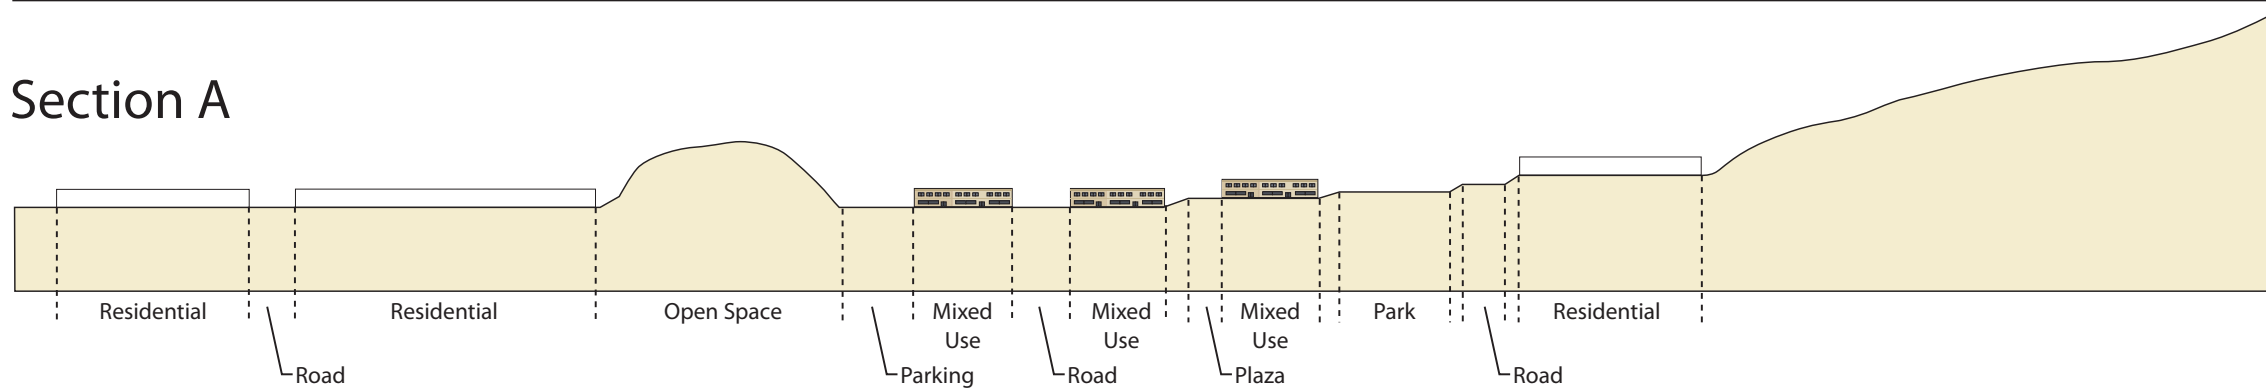 Section A
Residential
Residential
Open Space
Mixed
Use
Mixed
Use
Mixed
Use
Park
Residential
Road
Parking
Road
Plaza
Road